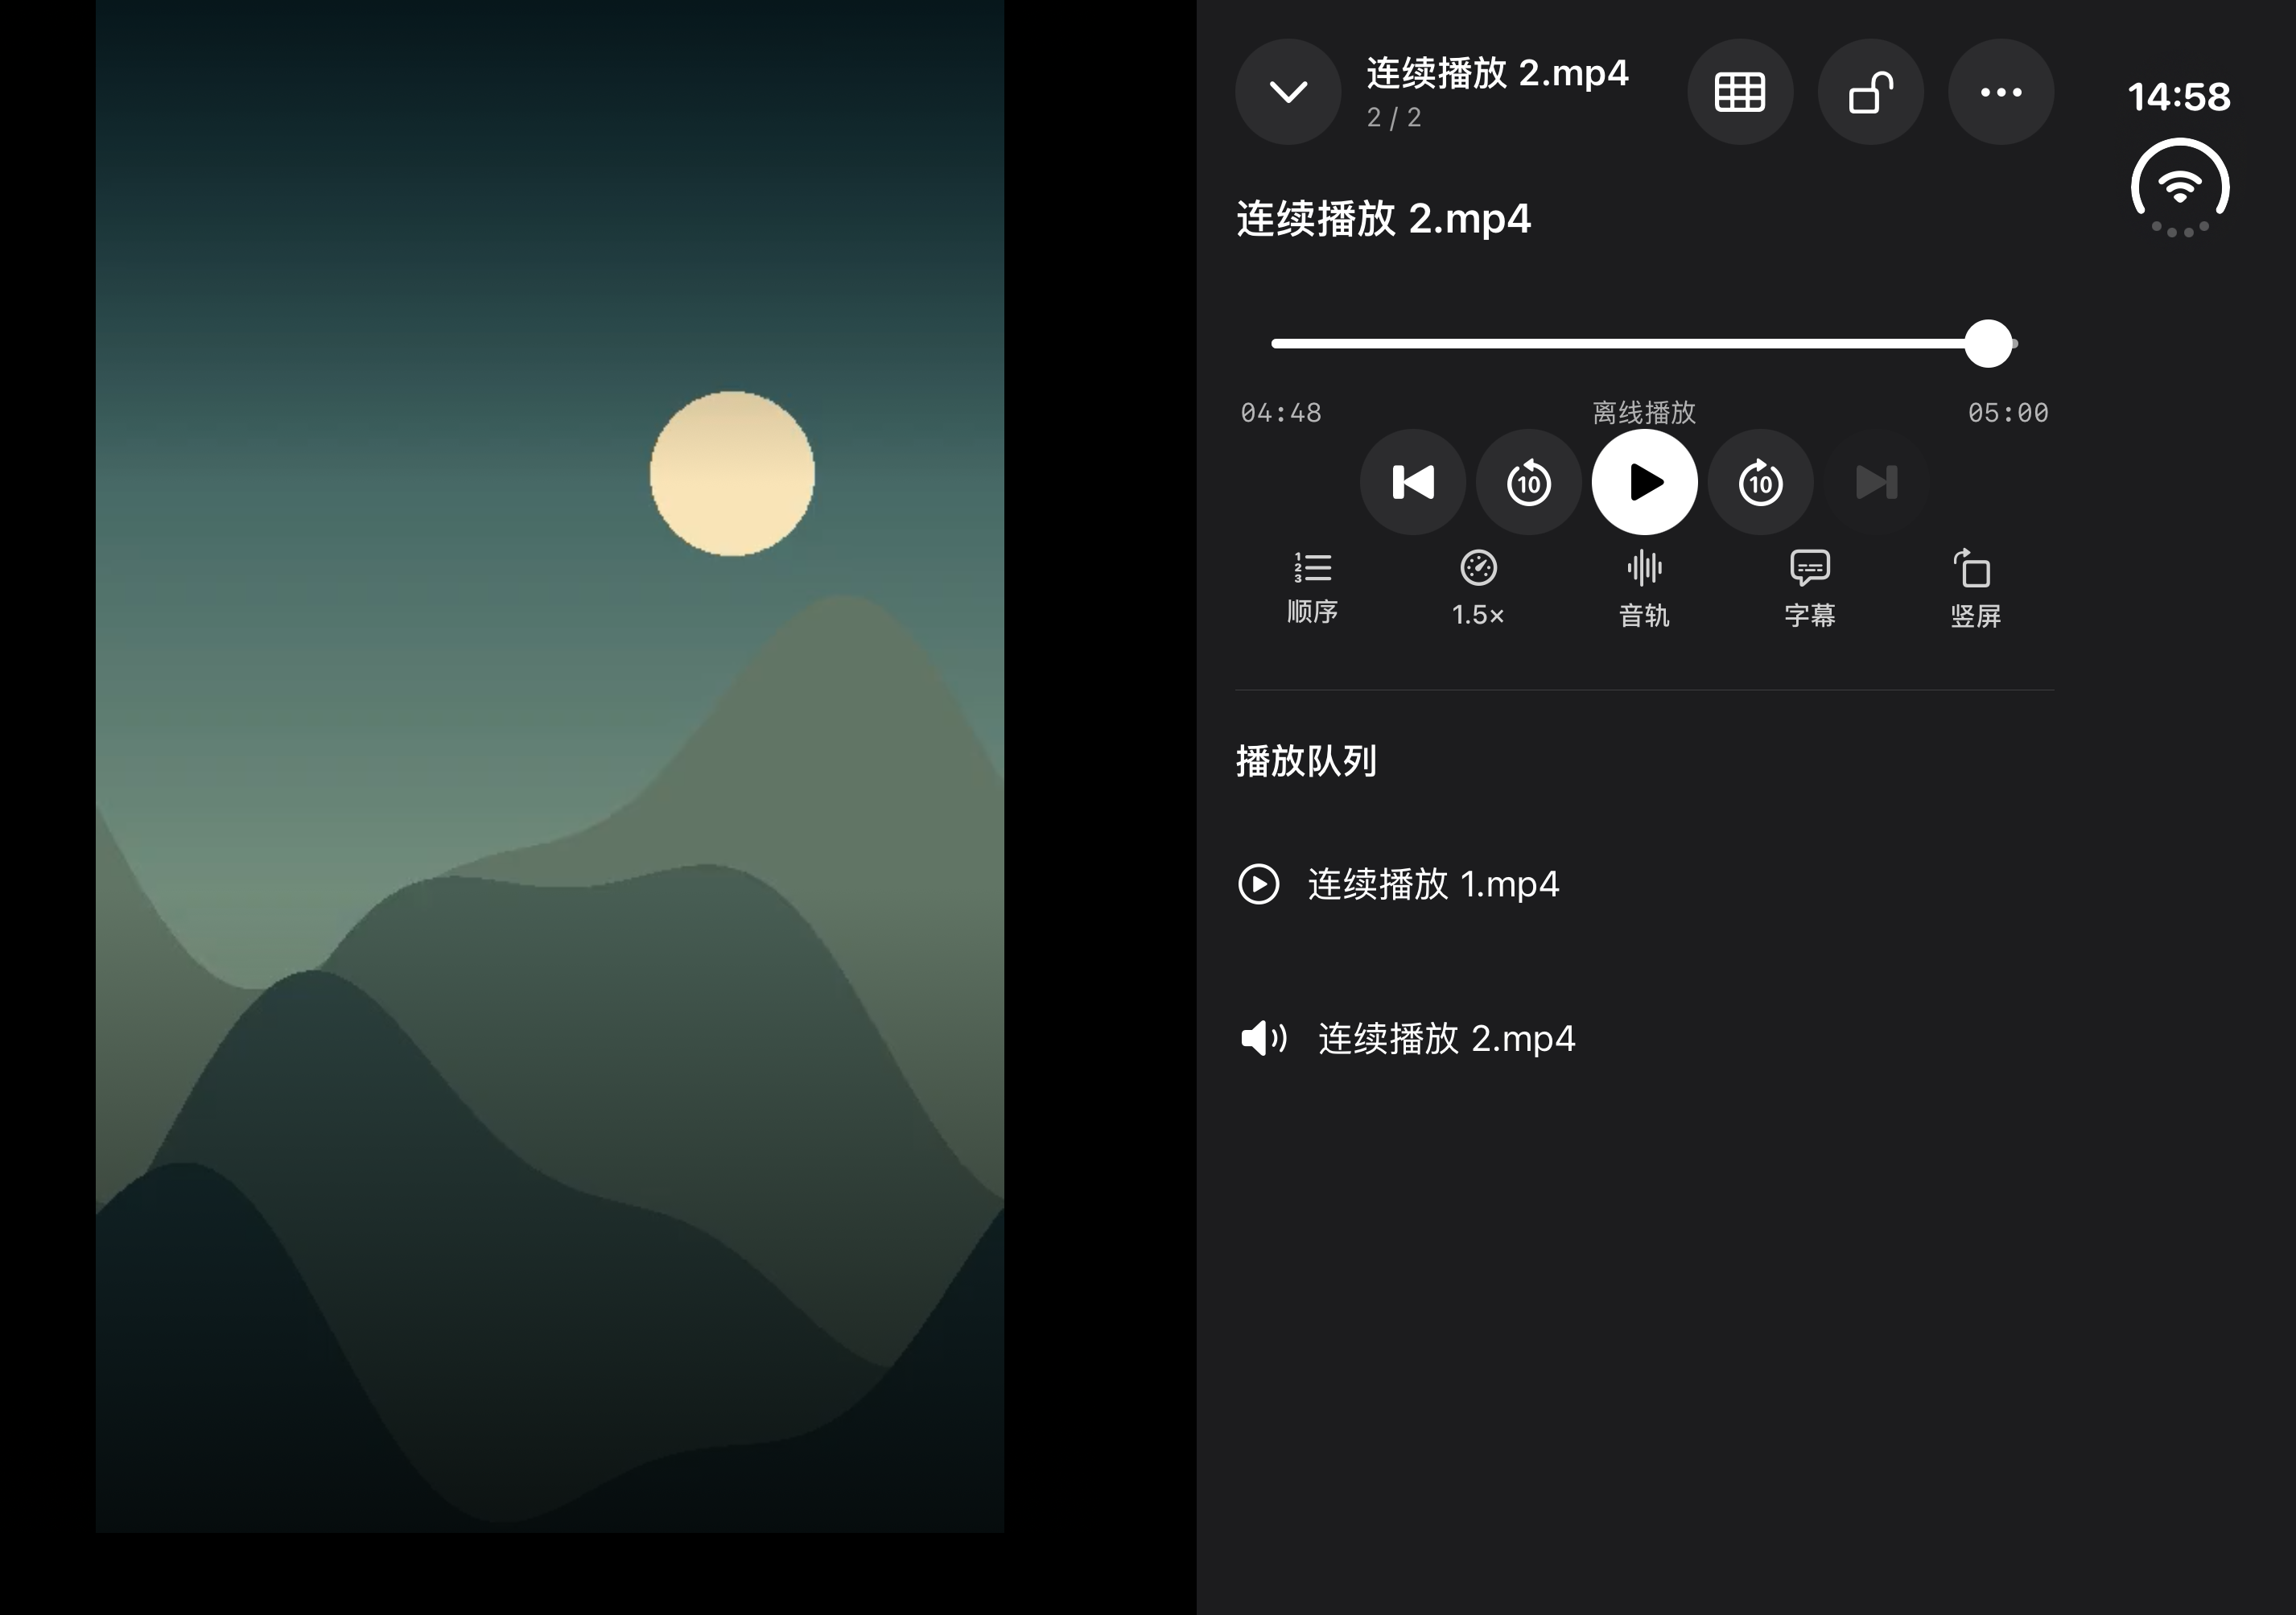 连续播放 2.mp4
2 / 2
14:58
连续播放 2.mp4
04:48 离线播放 05:00
10 10
顺序 1.5× 音轨 字幕 竖屏
播放队列
连续播放 1.mp4
连续播放 2.mp4